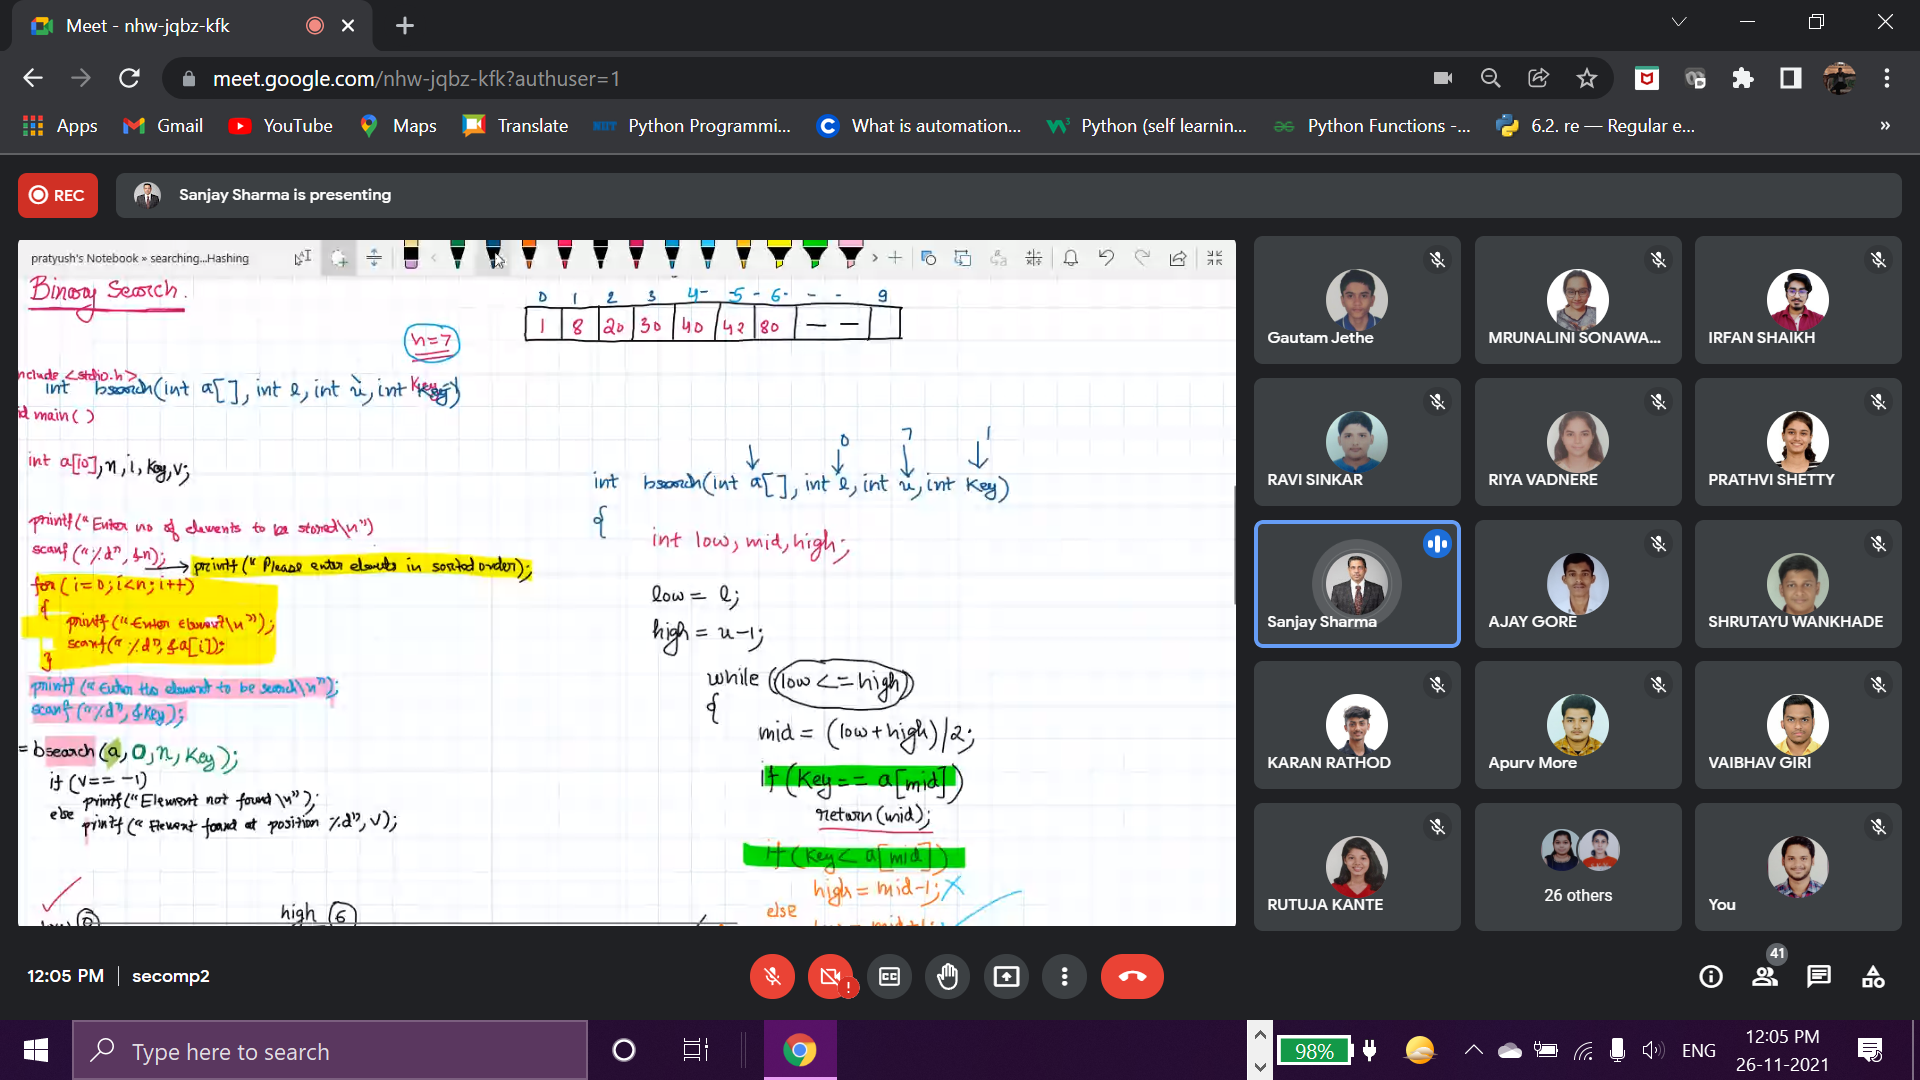 Meet - nhw-jqbz-kfk
meet.google.com/nhw-jqbz-kfk?authuser=1
Apps
Gmail
YouTube
Maps
Translate
NIIT
Python Programmi...
What is automation...
Python (self learnin...
Python Functions -...
6.2. re — Regular e...
»
REC
Sanjay Sharma is presenting
pratyush's Notebook » searching...Hashing
Binary Search.
0 1 2 3 4- -5- -6- - - 9
1 8 20 30 40 42 80 — —
n=7
nclude <stdio.h>
int bsearch(int a[], int l, int u, int Key)
id main( )
int a[10], n, i, Key, v;
printf("Enter no of elements to be stored\n")
scanf("%d", &n);
printf("Please enter elements in sorted order);
for( i=0; i<n; i++)
{
printf("Enter element\n");
scanf("%d", &a[i]);
}
printf("Enter the element to be search\n");
scanf("%d", &Key);
= bsearch (a, 0, n, Key);
if (v== -1)
printf("Element not found \n");
else
printf("Element found at position %d", v);
high 6
0 7 1
int bsearch(int a[], int l, int u, int Key)
{
int low, mid, high;
low = l;
high = u-1;
while (low <= high)
{
mid = (low+high)/2;
if (Key== a[mid])
return(mid);
if (Key< a[mid])
high = mid-1;
else
Gautam Jethe
MRUNALINI SONAWA...
IRFAN SHAIKH
RAVI SINKAR
RIYA VADNERE
PRATHVI SHETTY
Sanjay Sharma
AJAY GORE
SHRUTAYU WANKHADE
KARAN RATHOD
Apurv More
VAIBHAV GIRI
RUTUJA KANTE
26 others
You
12:05 PM | secomp2
41
Type here to search
98%
ENG
12:05 PM
26-11-2021